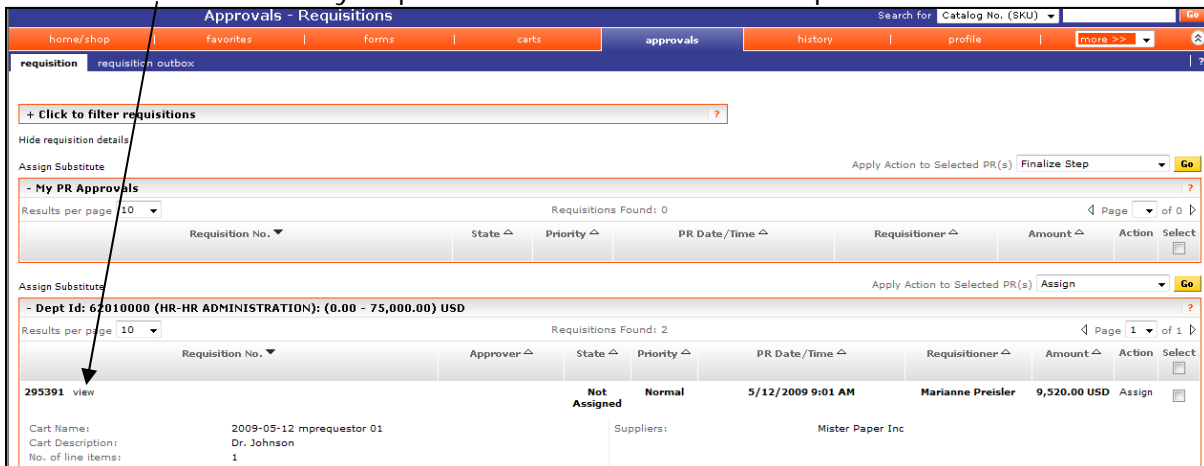 Approvals - Requisitions Search for Catalog No. (SKU) Go
home/shop | favorites | forms | carts approvals history | profile | more >>
requisition requisition outbox | ?
+ Click to filter requisitions ?
Hide requisition details
Assign Substitute Apply Action to Selected PR(s) Finalize Step Go
- My PR Approvals ?
Results per page 10 Requisitions Found: 0 Page of 0
Requisition No. State Priority PR Date/Time Requisitioner Amount Action Select
Assign Substitute Apply Action to Selected PR(s) Assign Go
- Dept Id: 62010000 (HR-HR ADMINISTRATION): (0.00 - 75,000.00) USD ?
Results per page 10 Requisitions Found: 2 Page 1 of 1
Requisition No. Approver State Priority PR Date/Time Requisitioner Amount Action Select
295391 view Not Assigned Normal 5/12/2009 9:01 AM Marianne Preisler 9,520.00 USD Assign
Cart Name: 2009-05-12 mprequestor 01 Suppliers: Mister Paper Inc
Cart Description: Dr. Johnson
No. of line items: 1